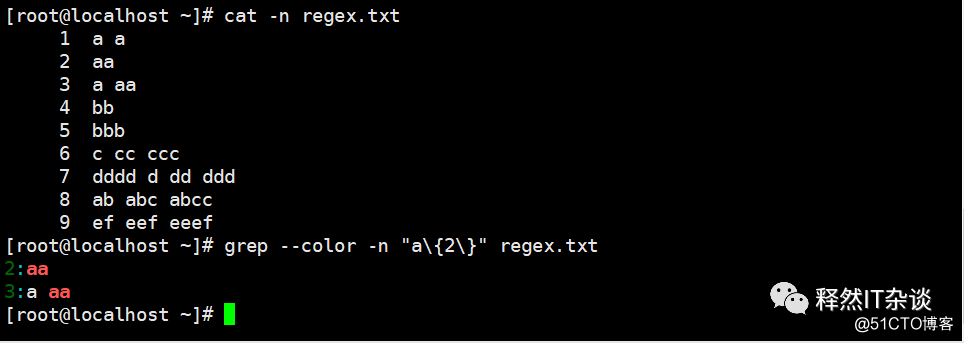 [root@localhost ~]# cat -n regex.txt
     1  a a
     2  aa
     3  a aa
     4  bb
     5  bbb
     6  c cc ccc
     7  dddd d dd ddd
     8  ab abc abcc
     9  ef eef eeef
[root@localhost ~]# grep --color -n "a\{2\}" regex.txt
2:aa
3:a aa
[root@localhost ~]#
释然IT杂谈
@51CTO博客